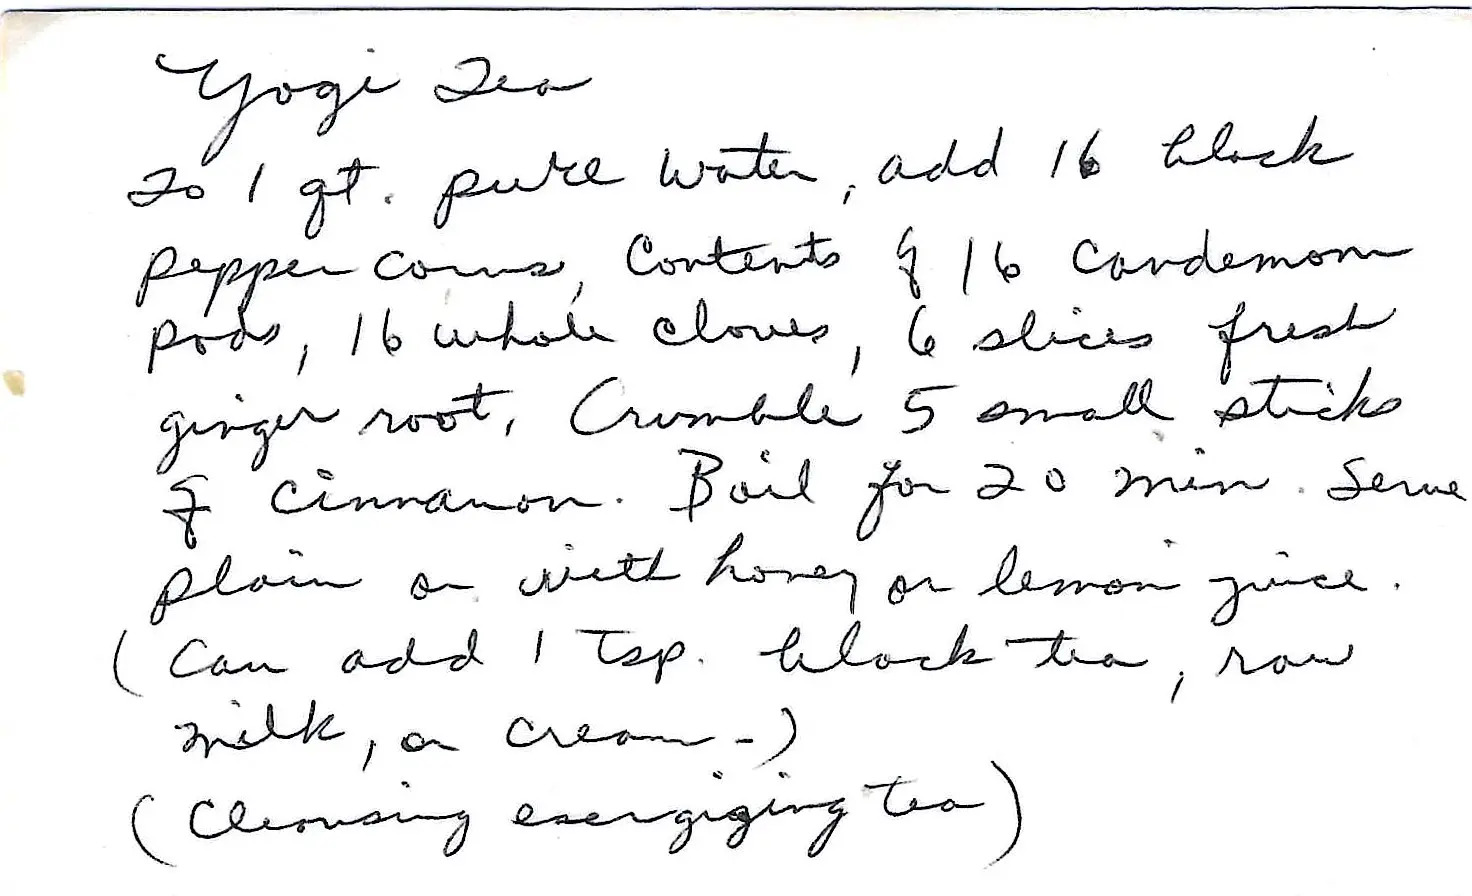 Yogi Tea
To 1 qt. pure water, add 16 black
pepper corns, Contents of 16 Cardemom
pods, 16 whole cloves, 6 slices fresh
ginger root. Crumble 5 small sticks
of cinnamon. Boil for 20 min. Serve
plain or with honey or lemon juice.
(Can add 1 Tsp. black tea, raw
milk, or cream-)
(Cleansing energiging tea)